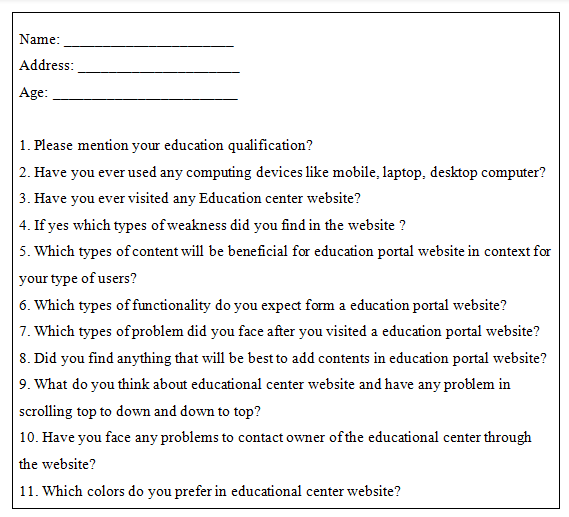 Name: ______________________
Address: _____________________
Age: ________________________
1. Please mention your education qualification?
2. Have you ever used any computing devices like mobile, laptop, desktop computer?
3. Have you ever visited any Education center website?
4. If yes which types of weakness did you find in the website ?
5. Which types of content will be beneficial for education portal website in context for
your type of users?
6. Which types of functionality do you expect form a education portal website?
7. Which types of problem did you face after you visited a education portal website?
8. Did you find anything that will be best to add contents in education portal website?
9. What do you think about educational center website and have any problem in
scrolling top to down and down to top?
10. Have you face any problems to contact owner of the educational center through
the website?
11. Which colors do you prefer in educational center website?